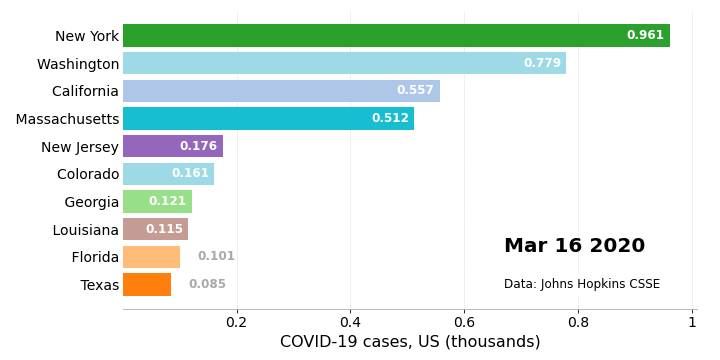 New York 0.961
Washington 0.779
California 0.557
Massachusetts 0.512
New Jersey 0.176
Colorado 0.161
Georgia 0.121
Louisiana 0.115
Florida 0.101
Texas 0.085
Mar 16 2020
Data: Johns Hopkins CSSE
0.2 0.4 0.6 0.8 1
COVID-19 cases, US (thousands)